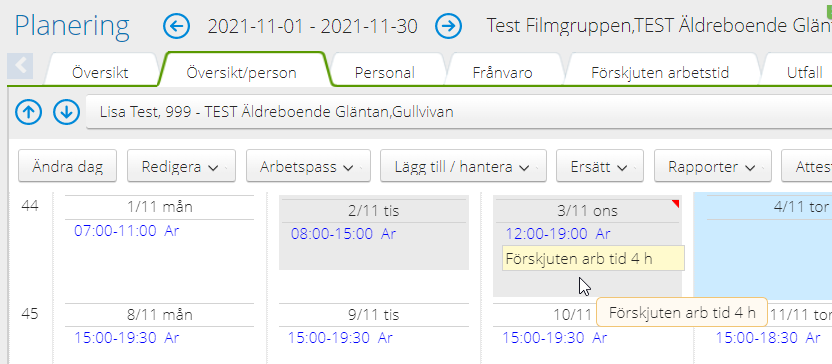 Planering 2021-11-01 - 2021-11-30 Test Filmgruppen,TEST Äldreboende Glän
Översikt Översikt/person Personal Frånvaro Förskjuten arbetstid Utfall
Lisa Test, 999 - TEST Äldreboende Gläntan,Gullvivan
Ändra dag Redigera Arbetspass Lägg till / hantera Ersätt Rapporter Attest
44 1/11 mån 2/11 tis 3/11 ons 4/11 tor
07:00-11:00 Ar 08:00-15:00 Ar 12:00-19:00 Ar
Förskjuten arb tid 4 h
Förskjuten arb tid 4 h
45 8/11 mån 9/11 tis 10/11 11/11 tor
15:00-19:30 Ar 15:00-19:30 Ar 15:00-19:30 Ar 15:00-18:30 Ar